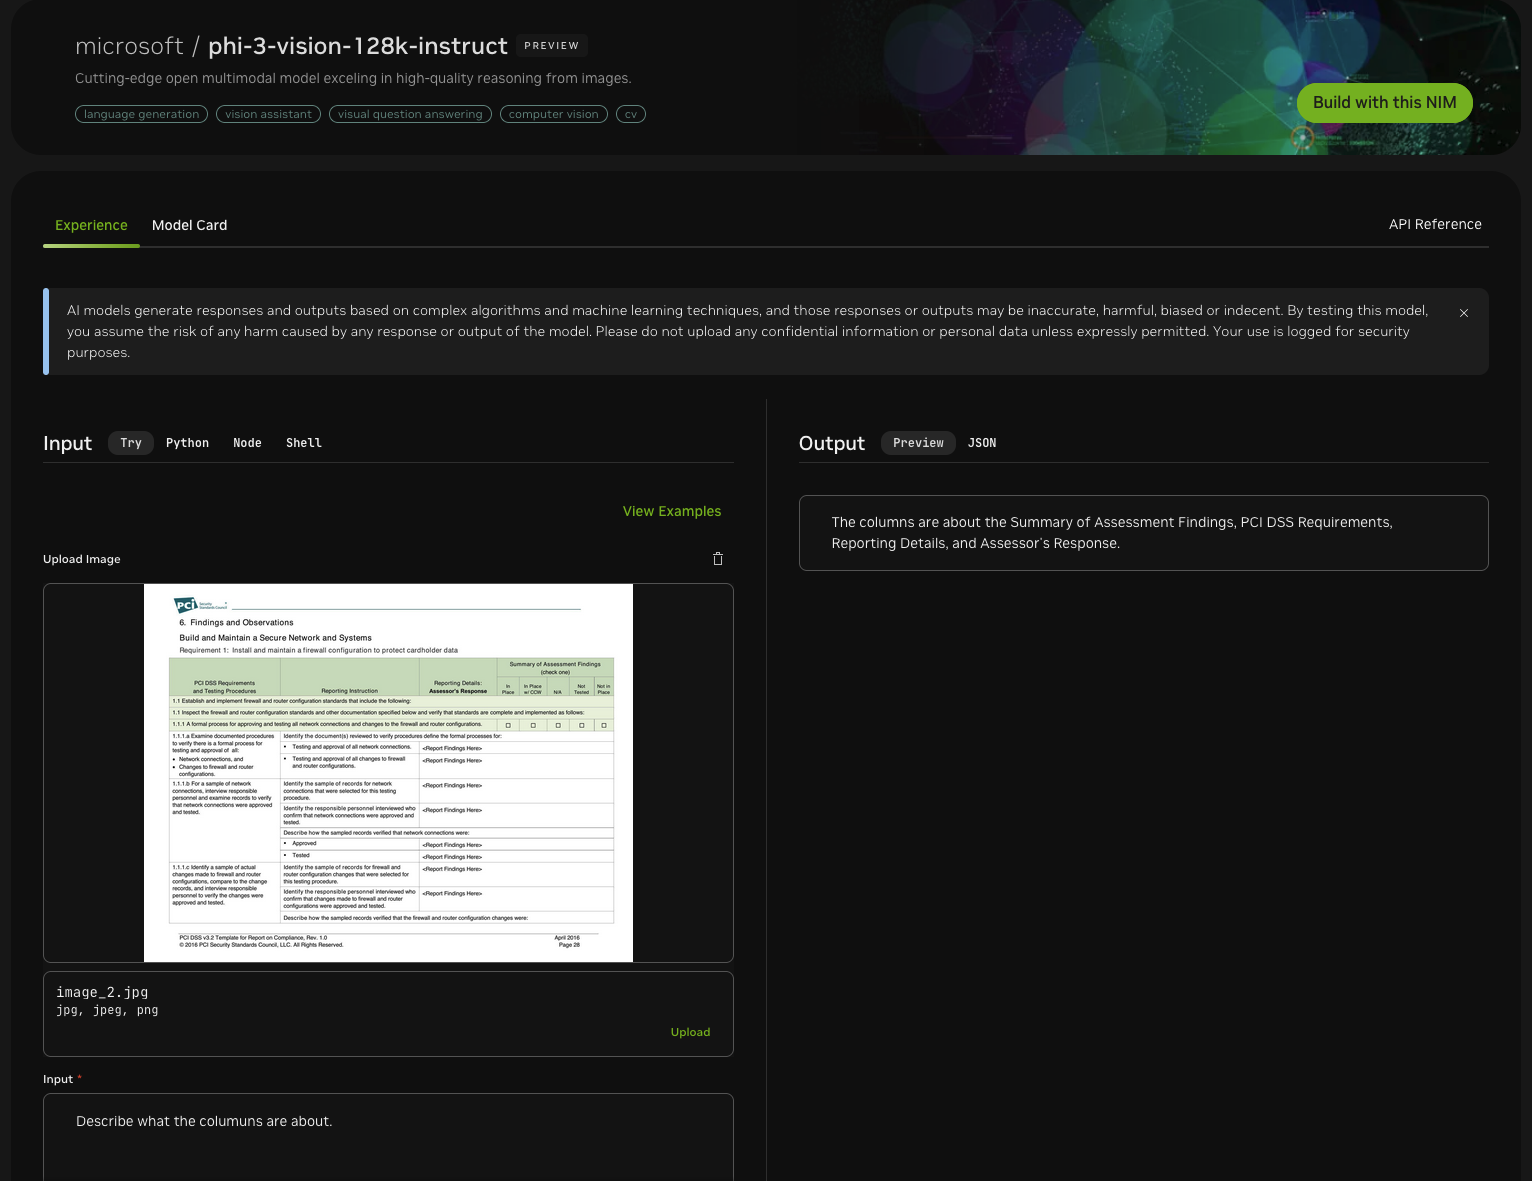 microsoft / phi-3-vision-128k-instruct PREVIEW
Cutting-edge open multimodal model exceling in high-quality reasoning from images.
language generation vision assistant visual question answering computer vision cv
Build with this NIM
Experience Model Card API Reference
AI models generate responses and outputs based on complex algorithms and machine learning techniques, and those responses or outputs may be inaccurate, harmful, biased or indecent. By testing this model,
you assume the risk of any harm caused by any response or output of the model. Please do not upload any confidential information or personal data unless expressly permitted. Your use is logged for security
purposes.
Input Try Python Node Shell
View Examples
Upload Image
PCI Security Standards Council
6. Findings and Observations
Build and Maintain a Secure Network and Systems
Requirement 1: Install and maintain a firewall configuration to protect cardholder data
PCI DSS Requirements
and Testing Procedures
Reporting Instruction
Reporting Details:
Assessor's Response
Summary of Assessment Findings
(check one)
In
Place
In Place
w/ CCW
N/A
Not
Tested
Not in
Place
1.1 Establish and implement firewall and router configuration standards that include the following:
1.1 Inspect the firewall and router configuration standards and other documentation specified below and verify that standards are complete and implemented as follows:
1.1.1 A formal process for approving and testing all network connections and changes to the firewall and router configurations.
1.1.1.a Examine documented procedures
to verify there is a formal process for
testing and approval of all:
• Network connections, and
• Changes to firewall and router
configurations.
Identify the document(s) reviewed to verify procedures define the formal processes for:
• Testing and approval of all network connections. <Report Findings Here>
• Testing and approval of all changes to firewall
and router configurations.
<Report Findings Here>
1.1.1.b For a sample of network
connections, interview responsible
personnel and examine records to verify
that network connections were approved
and tested.
Identify the sample of records for network
connections that were selected for this testing
procedure.
<Report Findings Here>
Identify the responsible personnel interviewed who
confirm that network connections were approved and
tested.
<Report Findings Here>
Describe how the sampled records verified that network connections were:
• Approved <Report Findings Here>
• Tested <Report Findings Here>
1.1.1.c Identify a sample of actual
changes made to firewall and router
configurations, compare to the change
records, and interview responsible
personnel to verify the changes were
approved and tested.
Identify the sample of records for firewall and
router configuration changes that were selected for
this testing procedure.
<Report Findings Here>
Identify the responsible personnel interviewed who
confirm that changes made to firewall and router
configurations were approved and tested.
<Report Findings Here>
Describe how the sampled records verified that the firewall and router configuration changes were:
PCI DSS v3.2 Template for Report on Compliance, Rev. 1.0 April 2016
© 2016 PCI Security Standards Council, LLC. All Rights Reserved. Page 28
image_2.jpg
jpg, jpeg, png
Upload
Input *
Describe what the columuns are about.
Output Preview JSON
The columns are about the Summary of Assessment Findings, PCI DSS Requirements,
Reporting Details, and Assessor's Response.